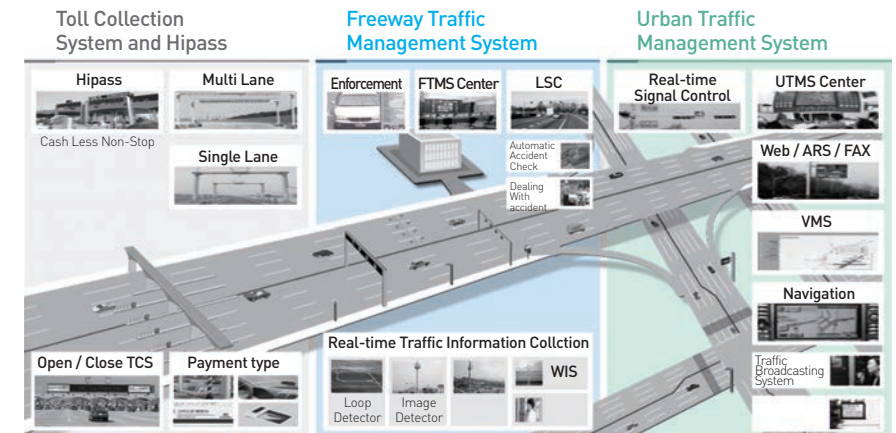 Toll Collection
System and Hipass
Freeway Traffic
Management System
Urban Traffic
Management System
Hipass
Cash Less Non-Stop
Multi Lane
Single Lane
Open / Close TCS
Payment type
Enforcement
FTMS Center
LSC
Automatic
Accident
Check
Dealing
With
accident
Real-time Traffic Information Collction
Loop
Detector
Image
Detector
WIS
Real-time
Signal Control
UTMS Center
Web / ARS / FAX
VMS
Navigation
Traffic
Broadcasting
System